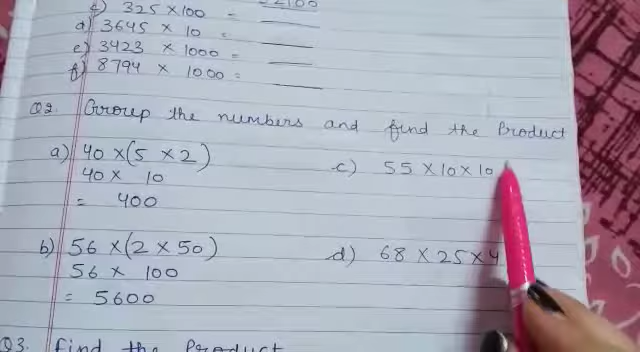 c) 325 × 100 =
d) 3645 × 10 =
e) 3423 × 1000 =
f) 8794 × 1000 =
Q2. Group the numbers and find the Product
a) 40 × (5 × 2)
40 × 10
= 400
b) 56 × (2 × 50)
56 × 100
= 5600
c) 55 × 10 × 10
d) 68 × 25 × 4
Q3. Find the Product